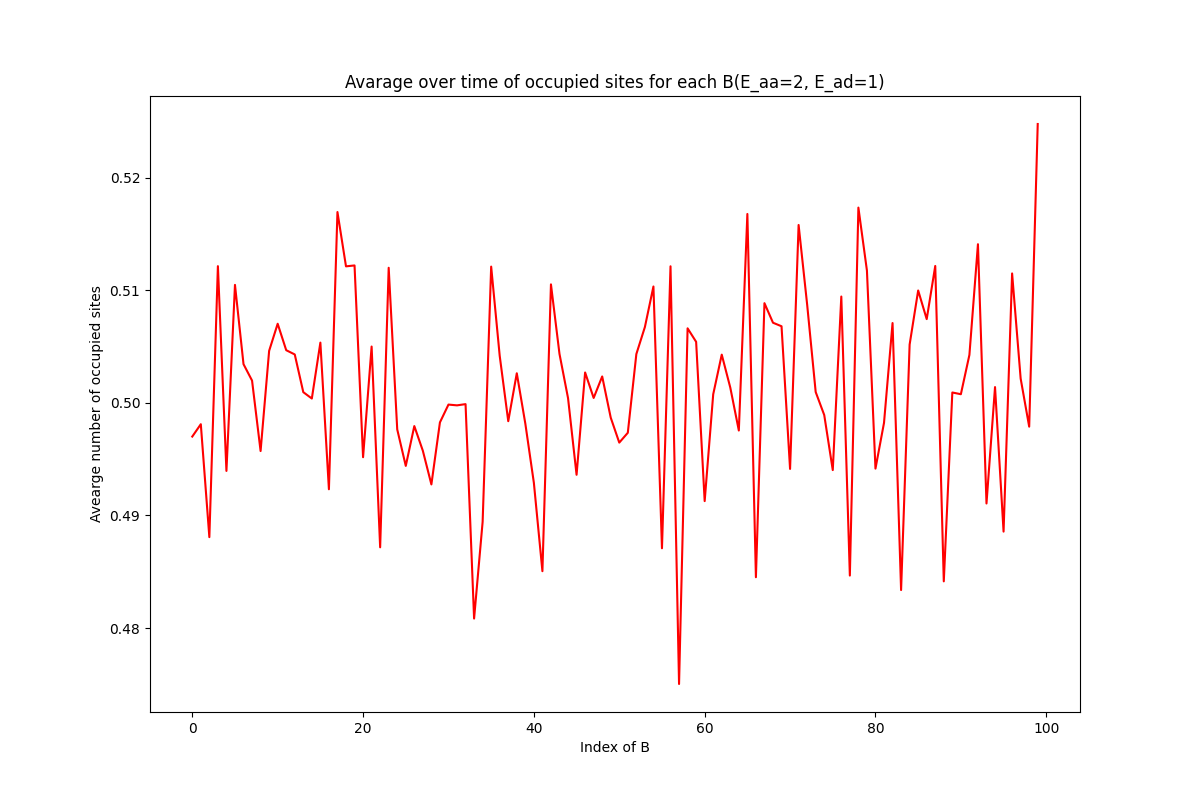 Avarage over time of occupied sites for each B(E_aa=2, E_ad=1)
Avearge number of occupied sites
0.52
0.51
0.50
0.49
0.48
0 20 40 60 80 100
Index of B